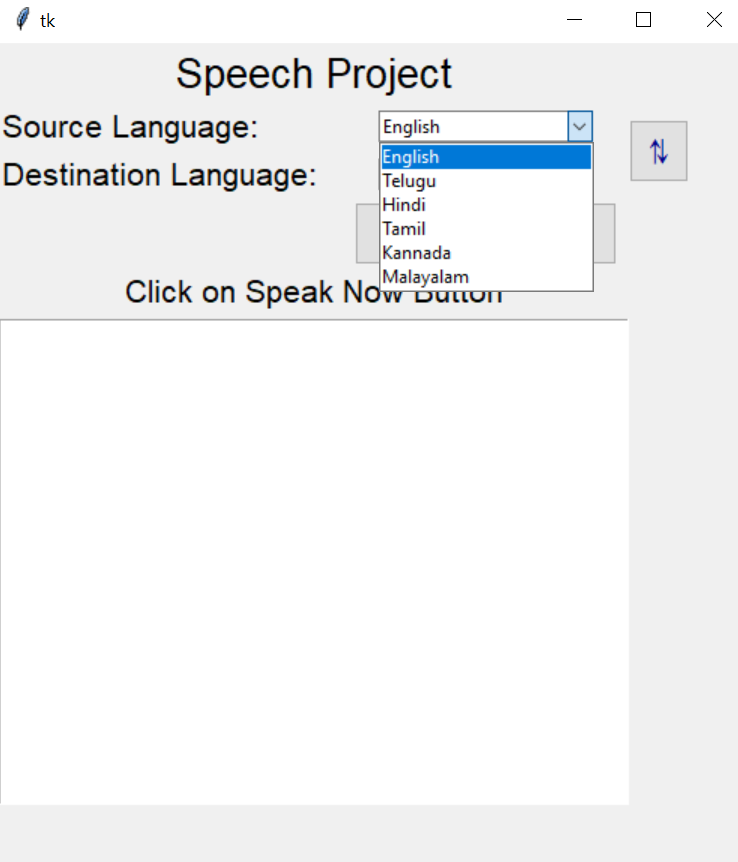 tk
Speech Project
Source Language: English
English
Telugu
Destination Language:
Hindi
Tamil
Kannada
Malayalam
Click on Speak Now Button